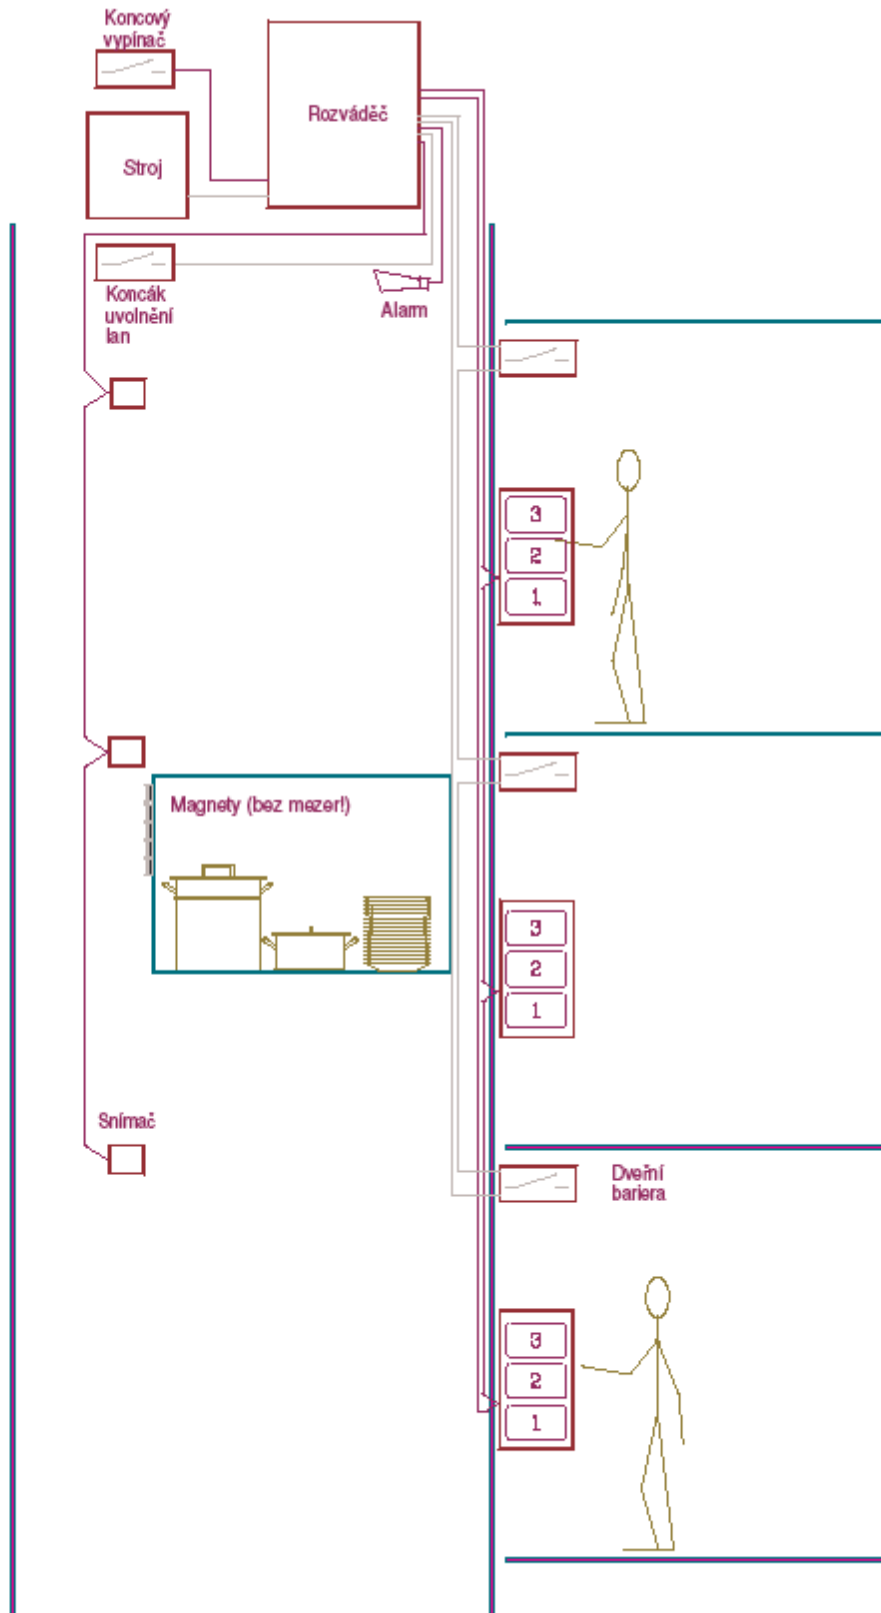 Koncový
vypínač
Rozváděč
Stroj
Koncák
uvolnění
lan
Alarm
3
2
1
Magnety (bez mezer!)
3
2
1
Snímač
Dveřní
bariera
3
2
1